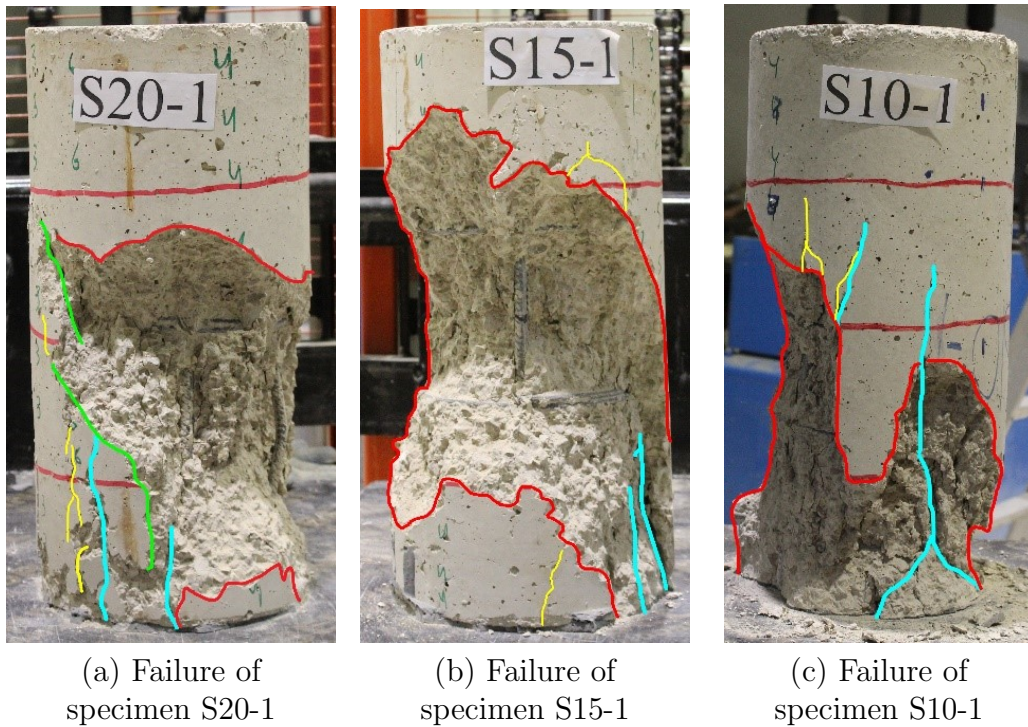 S20-1
S15-1
S10-1
(a) Failure of
specimen S20-1
(b) Failure of
specimen S15-1
(c) Failure of
specimen S10-1